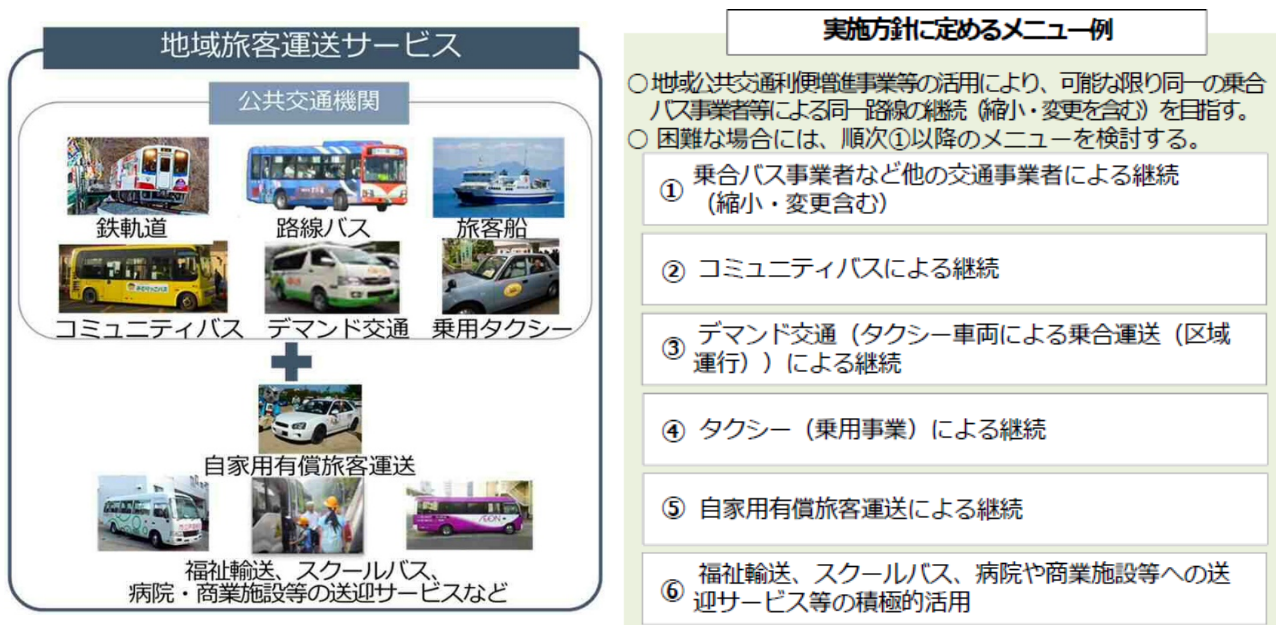 地域旅客運送サービス
公共交通機関
鉄軌道
路線バス
旅客船
コミュニティバス
デマンド交通
乗用タクシー
自家用有償旅客運送
福祉輸送、スクールバス、
病院・商業施設等の送迎サービスなど
実施方針に定めるメニュー例
○地域公共交通利便増進事業等の活用により、可能な限り同一の乗合
バス事業者等による同一路線の継続（縮小・変更を含む）を目指す。
○ 困難な場合には、順次①以降のメニューを検討する。
① 乗合バス事業者など他の交通事業者による継続
（縮小・変更含む）
② コミュニティバスによる継続
③ デマンド交通（タクシー車両による乗合運送（区域
運行））による継続
④ タクシー（乗用事業）による継続
⑤ 自家用有償旅客運送による継続
⑥ 福祉輸送、スクールバス、病院や商業施設等への送
迎サービス等の積極的活用